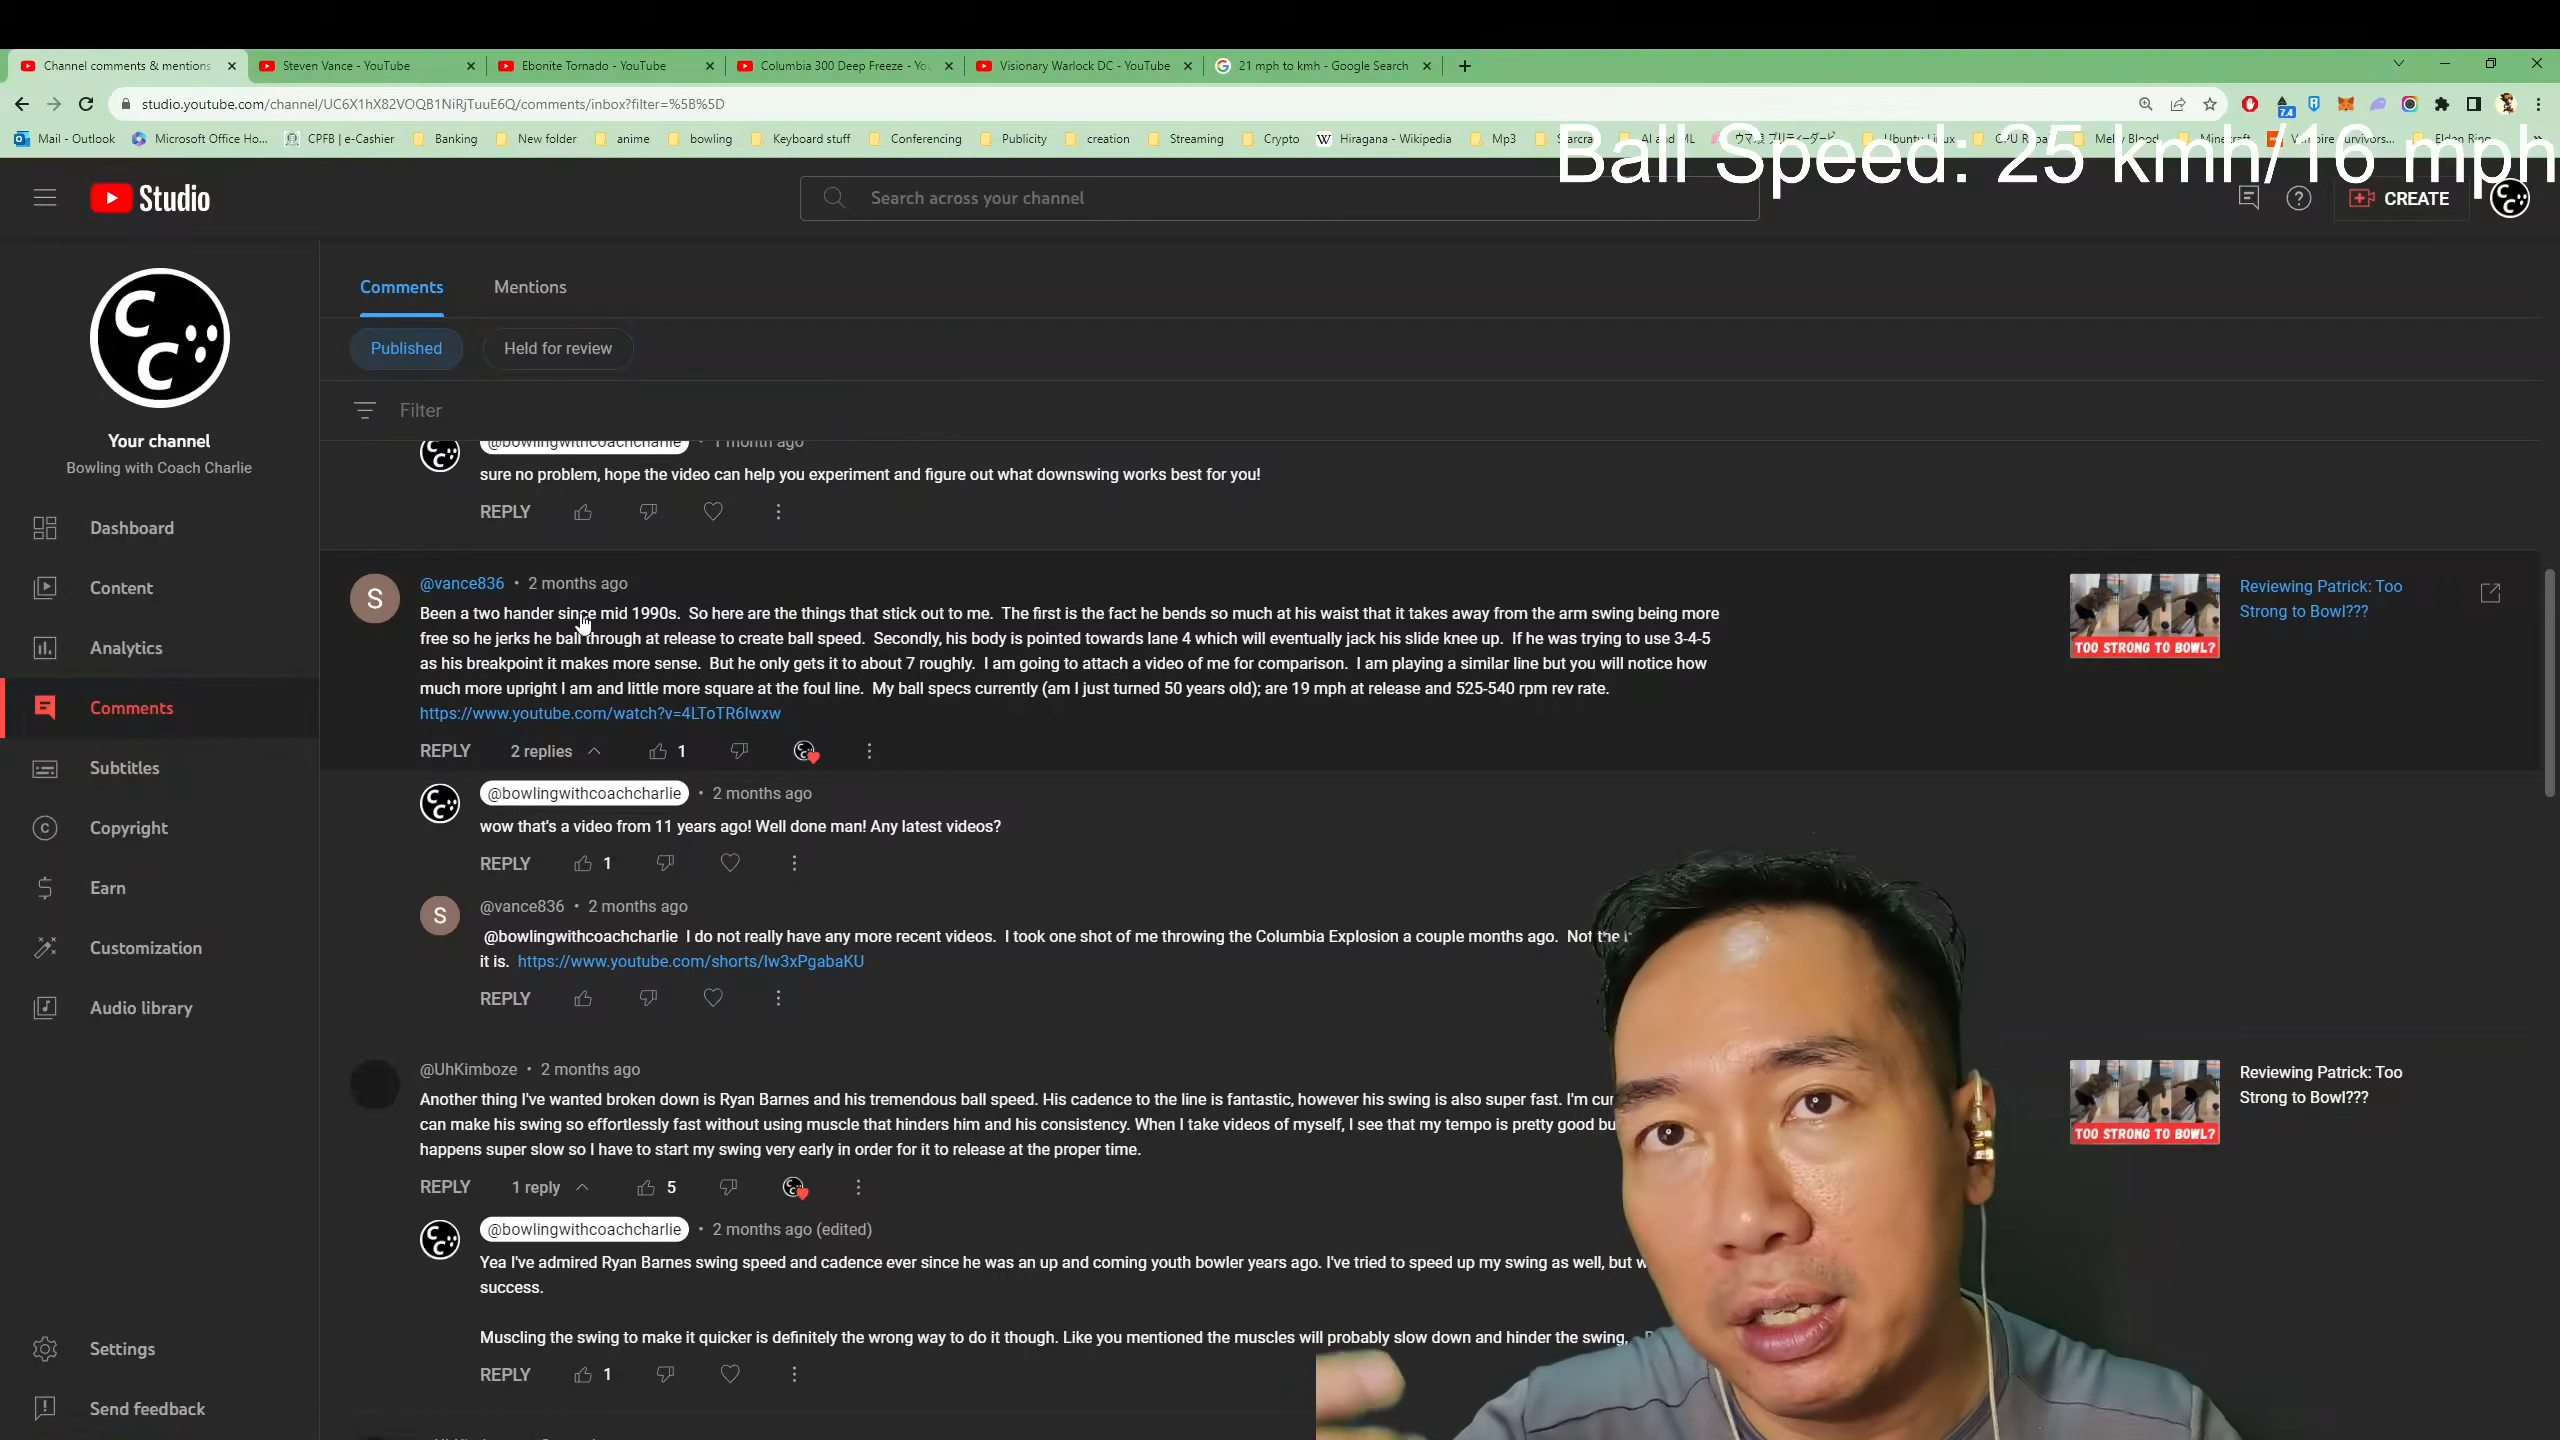 Channel comments & mentions
Steven Vance - YouTube
Ebonite Tornado - YouTube
Columbia 300 Deep Freeze - Yo
Visionary Warlock DC - YouTube
21 mph to kmh - Google Search
studio.youtube.com/channel/UC6X1hX82VOQB1NiRjTuuE6Q/comments/inbox?filter=%5B%5D
Mail - Outlook
Microsoft Office Ho...
CPFB | e-Cashier
Banking
New folder
anime
bowling
Keyboard stuff
Conferencing
Publicity
creation
Streaming
Crypto
Hiragana - Wikipedia
Mp3
Ball Speed: 25 kmh/16 mph
Studio
Search across your channel
CREATE
Comments
Mentions
Published
Held for review
Filter
Your channel
Bowling with Coach Charlie
Dashboard
Content
Analytics
Comments
Subtitles
Copyright
Earn
Customization
Audio library
Settings
Send feedback
@bowlingwithcoachcharlie • 1 month ago
sure no problem, hope the video can help you experiment and figure out what downswing works best for you!
REPLY
@vance836 • 2 months ago
Been a two hander since mid 1990s. So here are the things that stick out to me. The first is the fact he bends so much at his waist that it takes away from the arm swing being more
free so he jerks he ball through at release to create ball speed. Secondly, his body is pointed towards lane 4 which will eventually jack his slide knee up. If he was trying to use 3-4-5
as his breakpoint it makes more sense. But he only gets it to about 7 roughly. I am going to attach a video of me for comparison. I am playing a similar line but you will notice how
much more upright I am and little more square at the foul line. My ball specs currently (am I just turned 50 years old); are 19 mph at release and 525-540 rpm rev rate.
https://www.youtube.com/watch?v=4LToTR6lwxw
REPLY 2 replies 1
TOO STRONG TO BOWL?
Reviewing Patrick: Too
Strong to Bowl???
@bowlingwithcoachcharlie • 2 months ago
wow that's a video from 11 years ago! Well done man! Any latest videos?
REPLY 1
@vance836 • 2 months ago
@bowlingwithcoachcharlie I do not really have any more recent videos. I took one shot of me throwing the Columbia Explosion a couple months ago. Not the
it is. https://www.youtube.com/shorts/Iw3xPgabaKU
REPLY
@UhKimboze • 2 months ago
Another thing I've wanted broken down is Ryan Barnes and his tremendous ball speed. His cadence to the line is fantastic, however his swing is also super fast. I'm
can make his swing so effortlessly fast without using muscle that hinders him and his consistency. When I take videos of myself, I see that my tempo is pretty good
happens super slow so I have to start my swing very early in order for it to release at the proper time.
REPLY 1 reply 5
TOO STRONG TO BOWL?
Reviewing Patrick: Too
Strong to Bowl???
@bowlingwithcoachcharlie • 2 months ago (edited)
Yea I've admired Ryan Barnes swing speed and cadence ever since he was an up and coming youth bowler years ago. I've tried to speed up my swing as well, but
success.
Muscling the swing to make it quicker is definitely the wrong way to do it though. Like you mentioned the muscles will probably slow down and hinder the swing,
REPLY 1